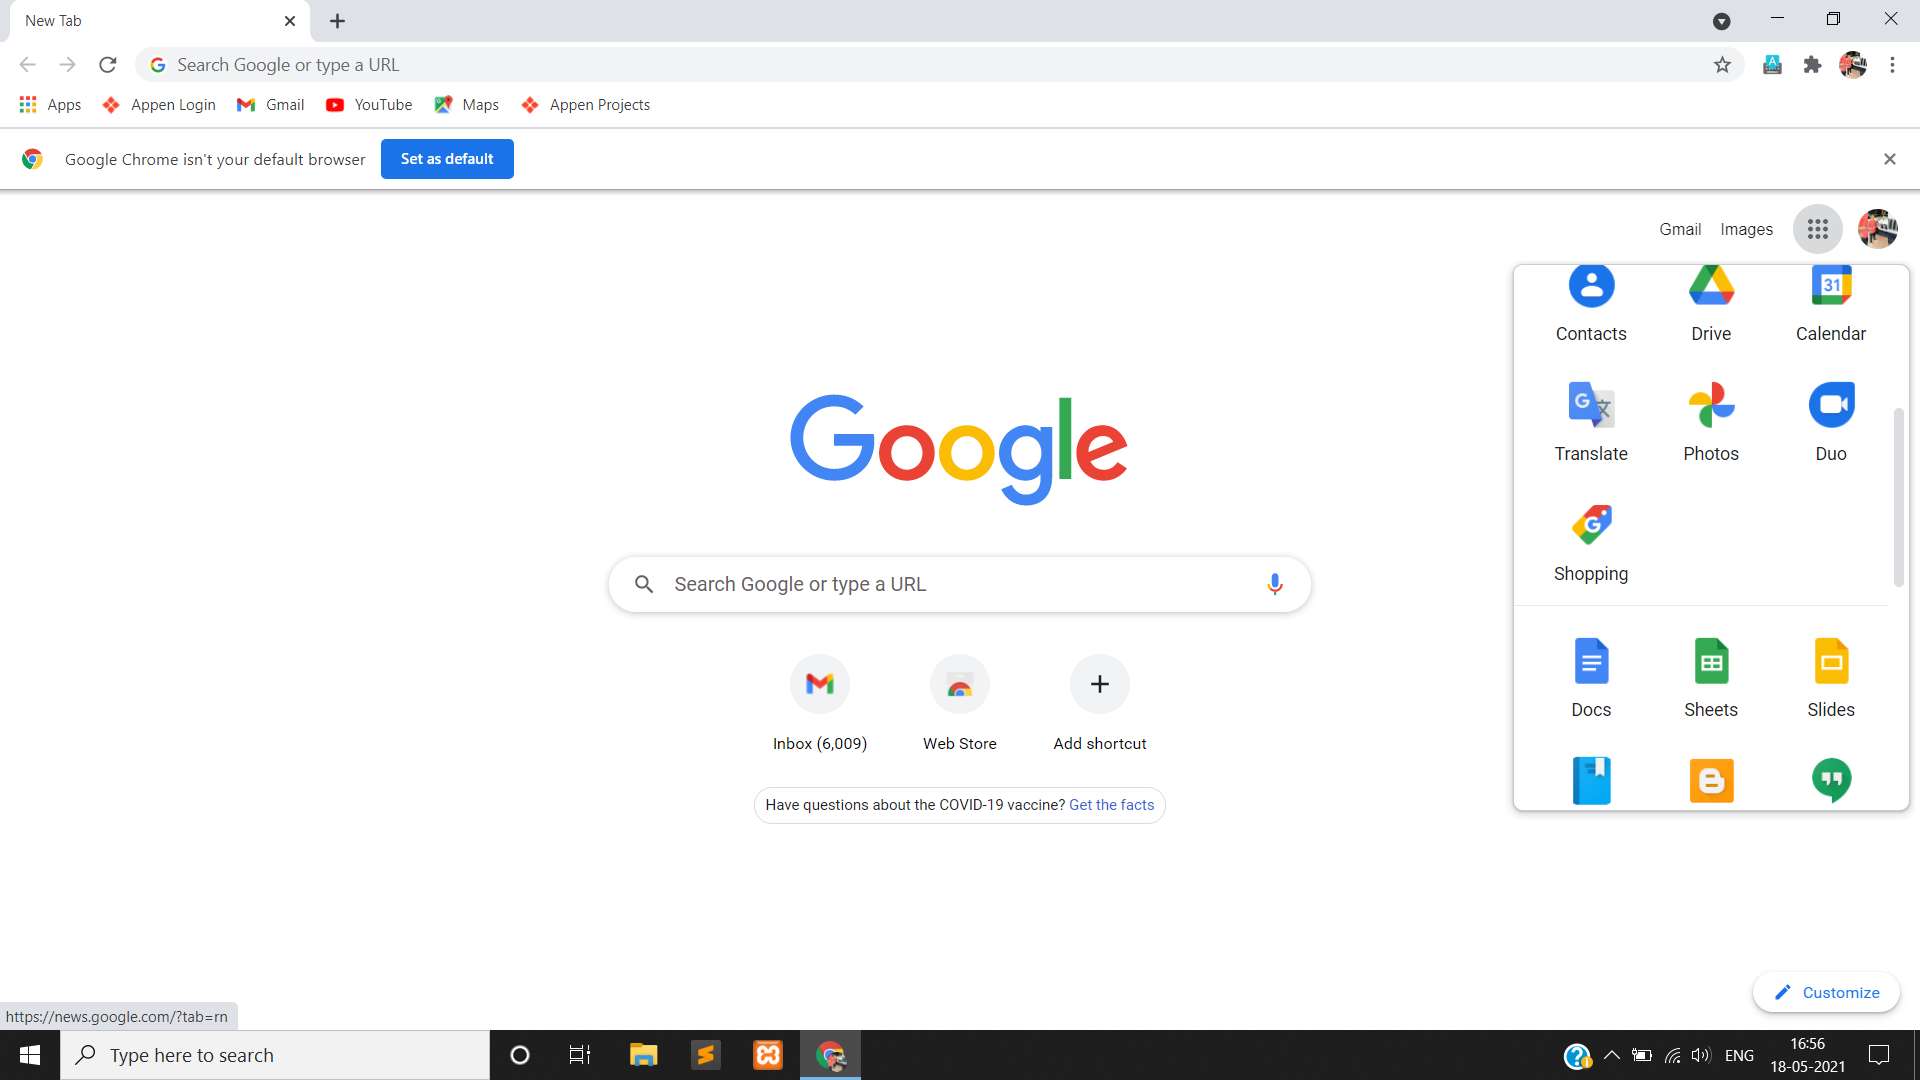 New Tab
Search Google or type a URL
Apps
Appen Login
Gmail
YouTube
Maps
Appen Projects
Google Chrome isn't your default browser
Set as default
Gmail
Images
Contacts
Drive
31
Calendar
Translate
Photos
Duo
Shopping
Google
Search Google or type a URL
Docs
Sheets
Slides
Inbox (6,009)
Web Store
Add shortcut
Have questions about the COVID-19 vaccine? Get the facts
Customize
https://news.google.com/?tab=rn
Type here to search
ENG
16:56
18-05-2021